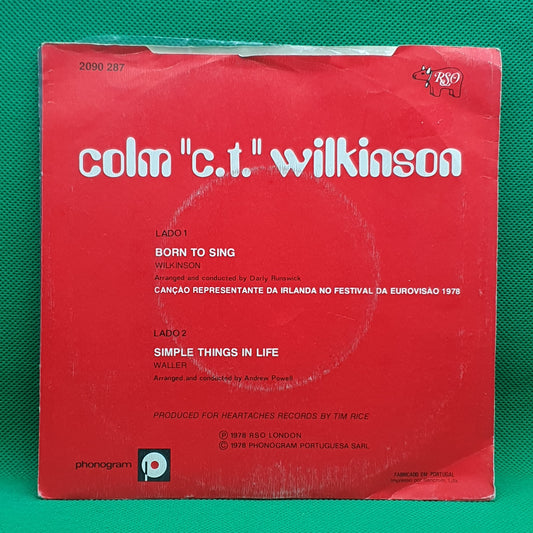 2090 287
RSO
colm "c.t." wilkinson
LADO 1
BORN TO SING
WILKINSON
Arranged and conducted by Darly Runswick
CANÇÃO REPRESENTANTE DA IRLANDA NO FESTIVAL DA EUROVISÃO 1978
LADO 2
SIMPLE THINGS IN LIFE
WALLER
Arranged and conducted by Andrew Powell
PRODUCED FOR HEARTACHES RECORDS BY TIM RICE
Ⓟ 1978 RSO LONDON
© 1978 PHONOGRAM PORTUGUESA SARL
phonogram
FABRICADO EM PORTUGAL